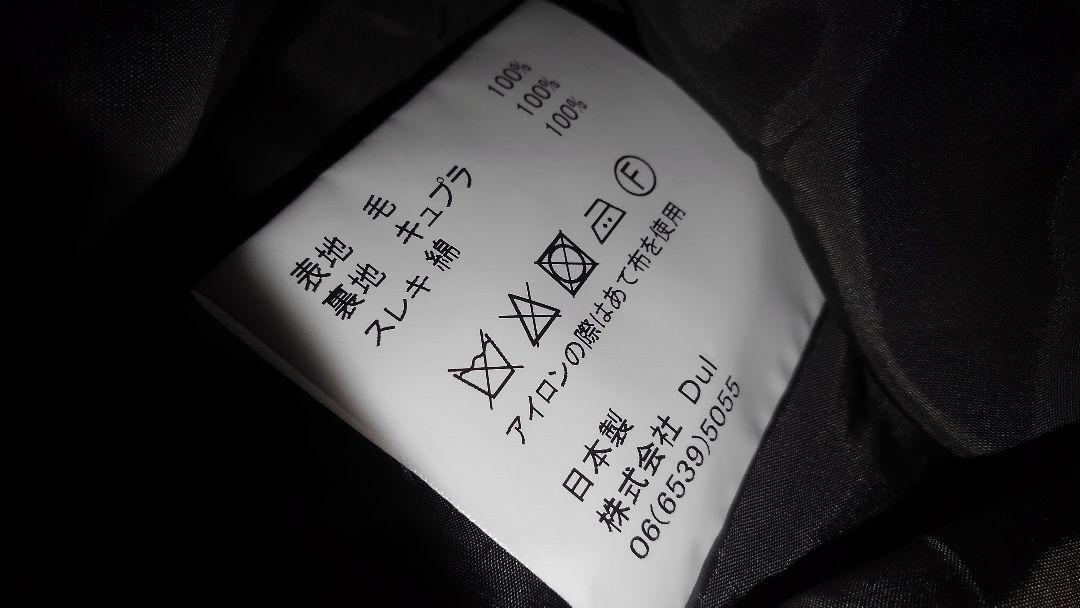 表地 毛 100%
裏地 キュプラ 100%
スレキ 綿 100%
F
アイロンの際はあて布を使用
日本製
株式会社 Dul
06(6539)5055